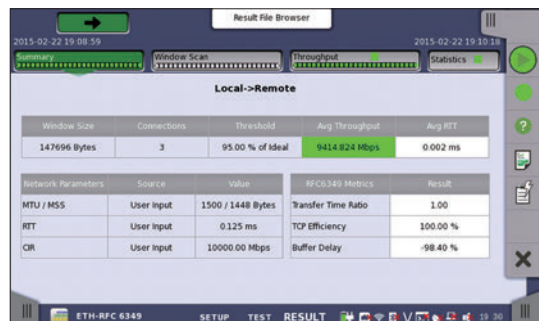 Result File Browser
2015-02-22 19:08:59
2015-02-22 19:10:18
Summary
Window Scan
Throughput
Statistics
Local->Remote
Window Size Connections Threshold Avg Throughput Avg RTT
147696 Bytes 3 95.00 % of Ideal 9414.824 Mbps 0.002 ms
Network Parameters Source Value
MTU / MSS User Input 1500 / 1448 Bytes
RTT User Input 0.125 ms
CIR User Input 10000.00 Mbps
RFC6349 Metrics Result
Transfer Time Ratio 1.00
TCP Efficiency 100.00 %
Buffer Delay -98.40 %
ETH-RFC 6349 SETUP TEST RESULT 19 30